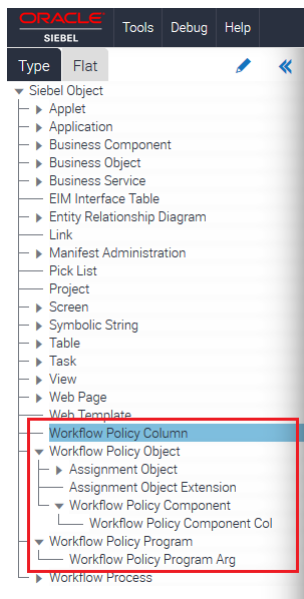 ORACLE
SIEBEL
Tools Debug Help
Type Flat
Siebel Object
Applet
Application
Business Component
Business Object
Business Service
EIM Interface Table
Entity Relationship Diagram
Link
Manifest Administration
Pick List
Project
Screen
Symbolic String
Table
Task
View
Web Page
Web Template
Workflow Policy Column
Workflow Policy Object
Assignment Object
Assignment Object Extension
Workflow Policy Component
Workflow Policy Component Col
Workflow Policy Program
Workflow Policy Program Arg
Workflow Process